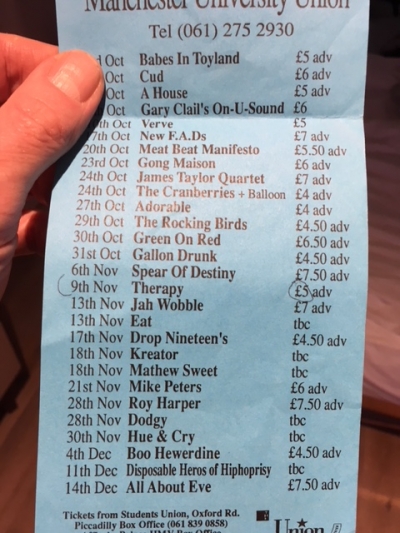 Manchester University Union
Tel (061) 275 2930
Oct Babes In Toyland £5 adv
Oct Cud £6 adv
Oct A House £5 adv
Oct Gary Clail's On-U-Sound £6
Oct Verve £5
Oct New F.A.Ds £7 adv
20th Oct Meat Beat Manifesto £5.50 adv
23rd Oct Gong Maison £6 adv
24th Oct James Taylor Quartet £7 adv
24th Oct The Cranberries + Balloon £4 adv
27th Oct Adorable £4 adv
29th Oct The Rocking Birds £4.50 adv
30th Oct Green On Red £6.50 adv
31st Oct Gallon Drunk £4.50 adv
6th Nov Spear Of Destiny £7.50 adv
9th Nov Therapy £5 adv
13th Nov Jah Wobble £7 adv
13th Nov Eat tbc
17th Nov Drop Nineteen's £4.50 adv
18th Nov Kreator tbc
18th Nov Mathew Sweet tbc
21st Nov Mike Peters £6 adv
28th Nov Roy Harper £7.50 adv
28th Nov Dodgy tbc
30th Nov Hue & Cry tbc
4th Dec Boo Hewerdine £4.50 adv
11th Dec Disposable Heros of Hiphoprisy tbc
14th Dec All About Eve £7.50 adv
Tickets from Students Union, Oxford Rd.
Piccadilly Box Office (061 839 0858)
HMV Box Office
Union